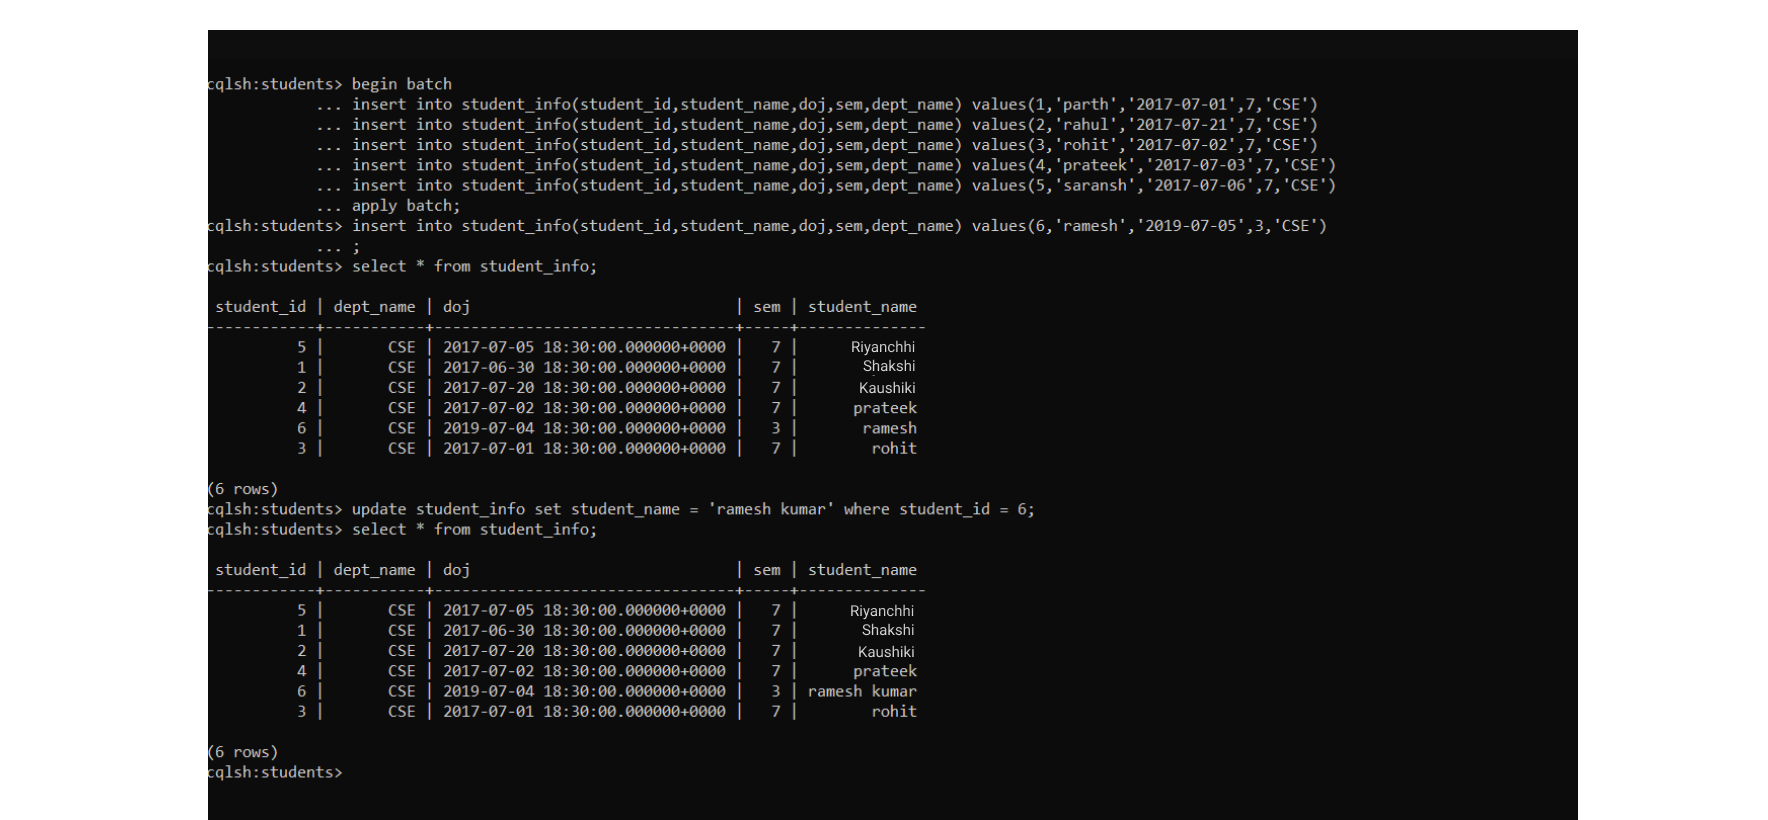 cqlsh:students> begin batch
... insert into student_info(student_id,student_name,doj,sem,dept_name) values(1,'parth','2017-07-01',7,'CSE')
... insert into student_info(student_id,student_name,doj,sem,dept_name) values(2,'rahul','2017-07-21',7,'CSE')
... insert into student_info(student_id,student_name,doj,sem,dept_name) values(3,'rohit','2017-07-02',7,'CSE')
... insert into student_info(student_id,student_name,doj,sem,dept_name) values(4,'prateek','2017-07-03',7,'CSE')
... insert into student_info(student_id,student_name,doj,sem,dept_name) values(5,'saransh','2017-07-06',7,'CSE')
... apply batch;
cqlsh:students> insert into student_info(student_id,student_name,doj,sem,dept_name) values(6,'ramesh','2019-07-05',3,'CSE')
... ;
cqlsh:students> select * from student_info;
student_id | dept_name | doj | sem | student_name
------------+-----------+---------------------------------+-----+--------------
5 | CSE | 2017-07-05 18:30:00.000000+0000 | 7 | Riyanchhi
1 | CSE | 2017-06-30 18:30:00.000000+0000 | 7 | Shakshi
2 | CSE | 2017-07-20 18:30:00.000000+0000 | 7 | Kaushiki
4 | CSE | 2017-07-02 18:30:00.000000+0000 | 7 | prateek
6 | CSE | 2019-07-04 18:30:00.000000+0000 | 3 | ramesh
3 | CSE | 2017-07-01 18:30:00.000000+0000 | 7 | rohit
(6 rows)
cqlsh:students> update student_info set student_name = 'ramesh kumar' where student_id = 6;
cqlsh:students> select * from student_info;
student_id | dept_name | doj | sem | student_name
------------+-----------+---------------------------------+-----+--------------
5 | CSE | 2017-07-05 18:30:00.000000+0000 | 7 | Riyanchhi
1 | CSE | 2017-06-30 18:30:00.000000+0000 | 7 | Shakshi
2 | CSE | 2017-07-20 18:30:00.000000+0000 | 7 | Kaushiki
4 | CSE | 2017-07-02 18:30:00.000000+0000 | 7 | prateek
6 | CSE | 2019-07-04 18:30:00.000000+0000 | 3 | ramesh kumar
3 | CSE | 2017-07-01 18:30:00.000000+0000 | 7 | rohit
(6 rows)
cqlsh:students>